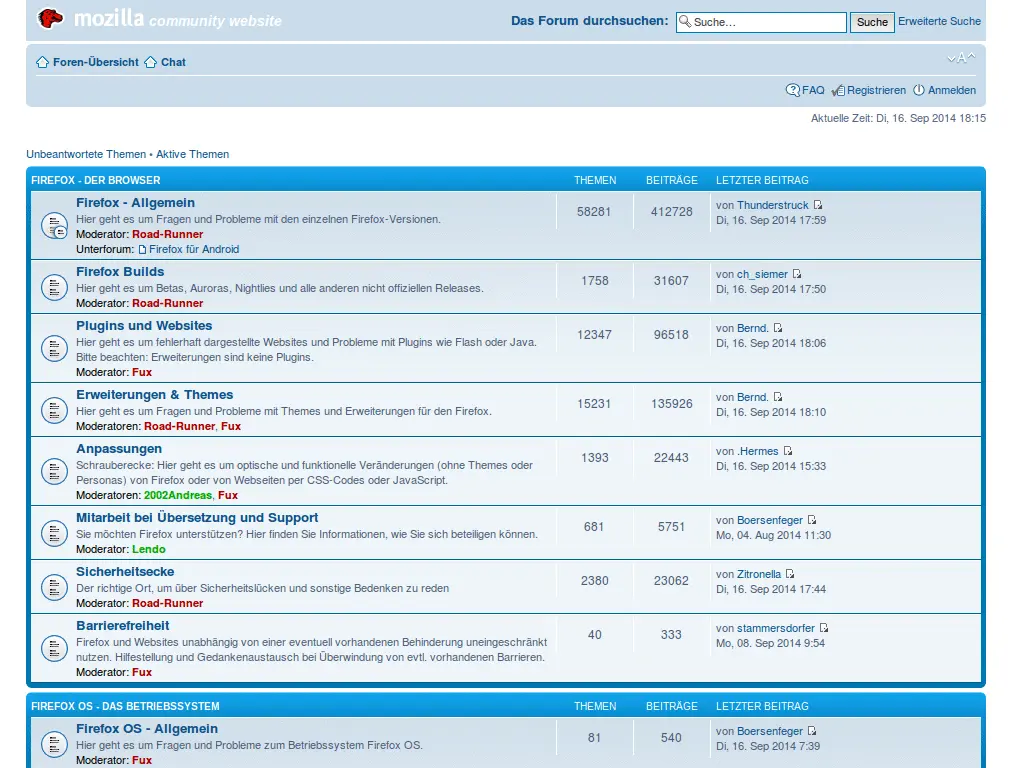 mozilla community website
Das Forum durchsuchen: Suche… Suche Erweiterte Suche
Foren-Übersicht Chat
A
FAQ Registrieren Anmelden
Aktuelle Zeit: Di, 16. Sep 2014 18:15
Unbeantwortete Themen • Aktive Themen
FIREFOX - DER BROWSER THEMEN BEITRÄGE LETZTER BEITRAG
Firefox - Allgemein
Hier geht es um Fragen und Probleme mit den einzelnen Firefox-Versionen.
Moderator: Road-Runner
Unterforum: Firefox für Android
58281 412728
von Thunderstruck
Di, 16. Sep 2014 17:59
Firefox Builds
Hier geht es um Betas, Auroras, Nightlies und alle anderen nicht offiziellen Releases.
Moderator: Road-Runner
1758 31607
von ch_siemer
Di, 16. Sep 2014 17:50
Plugins und Websites
Hier geht es um fehlerhaft dargestellte Websites und Probleme mit Plugins wie Flash oder Java.
Bitte beachten: Erweiterungen sind keine Plugins.
Moderator: Fux
12347 96518
von Bernd.
Di, 16. Sep 2014 18:06
Erweiterungen & Themes
Hier geht es um Fragen und Probleme mit Themes und Erweiterungen für den Firefox.
Moderatoren: Road-Runner, Fux
15231 135926
von Bernd.
Di, 16. Sep 2014 18:10
Anpassungen
Schrauberecke: Hier geht es um optische und funktionelle Veränderungen (ohne Themes oder
Personas) von Firefox oder von Webseiten per CSS-Codes oder JavaScript.
Moderatoren: 2002Andreas, Fux
1393 22443
von .Hermes
Di, 16. Sep 2014 15:33
Mitarbeit bei Übersetzung und Support
Sie möchten Firefox unterstützen? Hier finden Sie Informationen, wie Sie sich beteiligen können.
Moderator: Lendo
681 5751
von Boersenfeger
Mo, 04. Aug 2014 11:30
Sicherheitsecke
Der richtige Ort, um über Sicherheitslücken und sonstige Bedenken zu reden
Moderator: Road-Runner
2380 23062
von Zitronella
Di, 16. Sep 2014 17:44
Barrierefreiheit
Firefox und Websites unabhängig von einer eventuell vorhandenen Behinderung uneingeschränkt
nutzen. Hilfestellung und Gedankenaustausch bei Überwindung von evtl. vorhandenen Barrieren.
Moderator: Fux
40 333
von stammersdorfer
Mo, 08. Sep 2014 9:54
FIREFOX OS - DAS BETRIEBSSYSTEM THEMEN BEITRÄGE LETZTER BEITRAG
Firefox OS - Allgemein
Hier geht es um Fragen und Probleme zum Betriebssystem Firefox OS.
Moderator: Fux
81 540
von Boersenfeger
Di, 16. Sep 2014 7:39